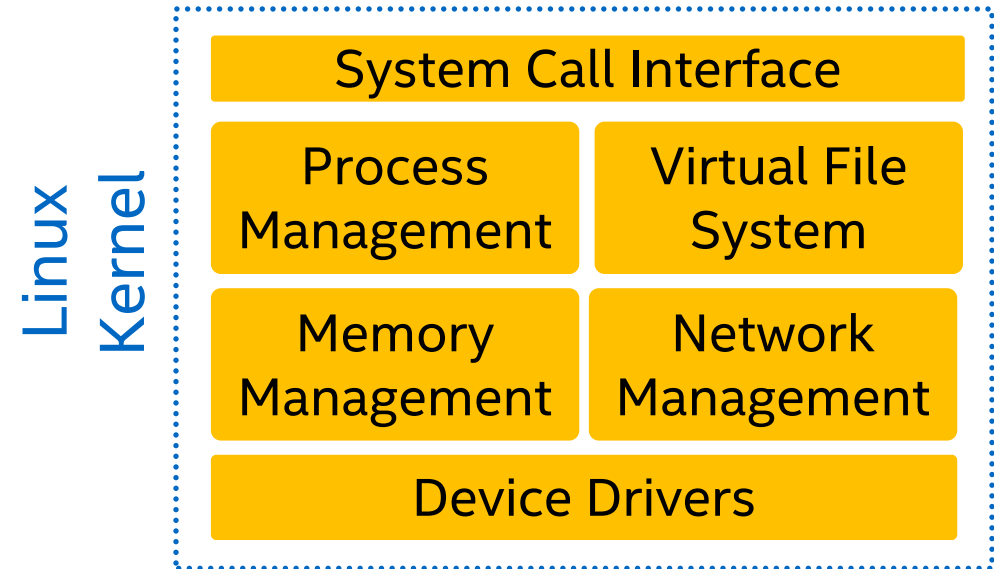 Linux
Kernel
System Call Interface
Process
Management
Virtual File
System
Memory
Management
Network
Management
Device Drivers